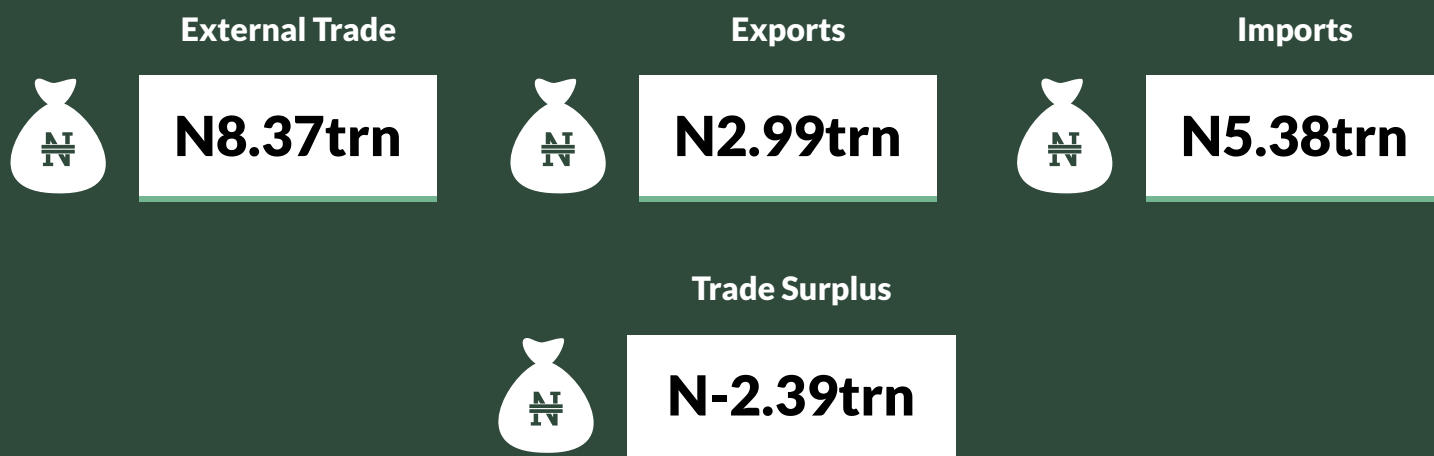 External Trade
Exports
Imports
₦
N8.37trn
₦
N2.99trn
₦
N5.38trn
Trade Surplus
₦
N-2.39trn